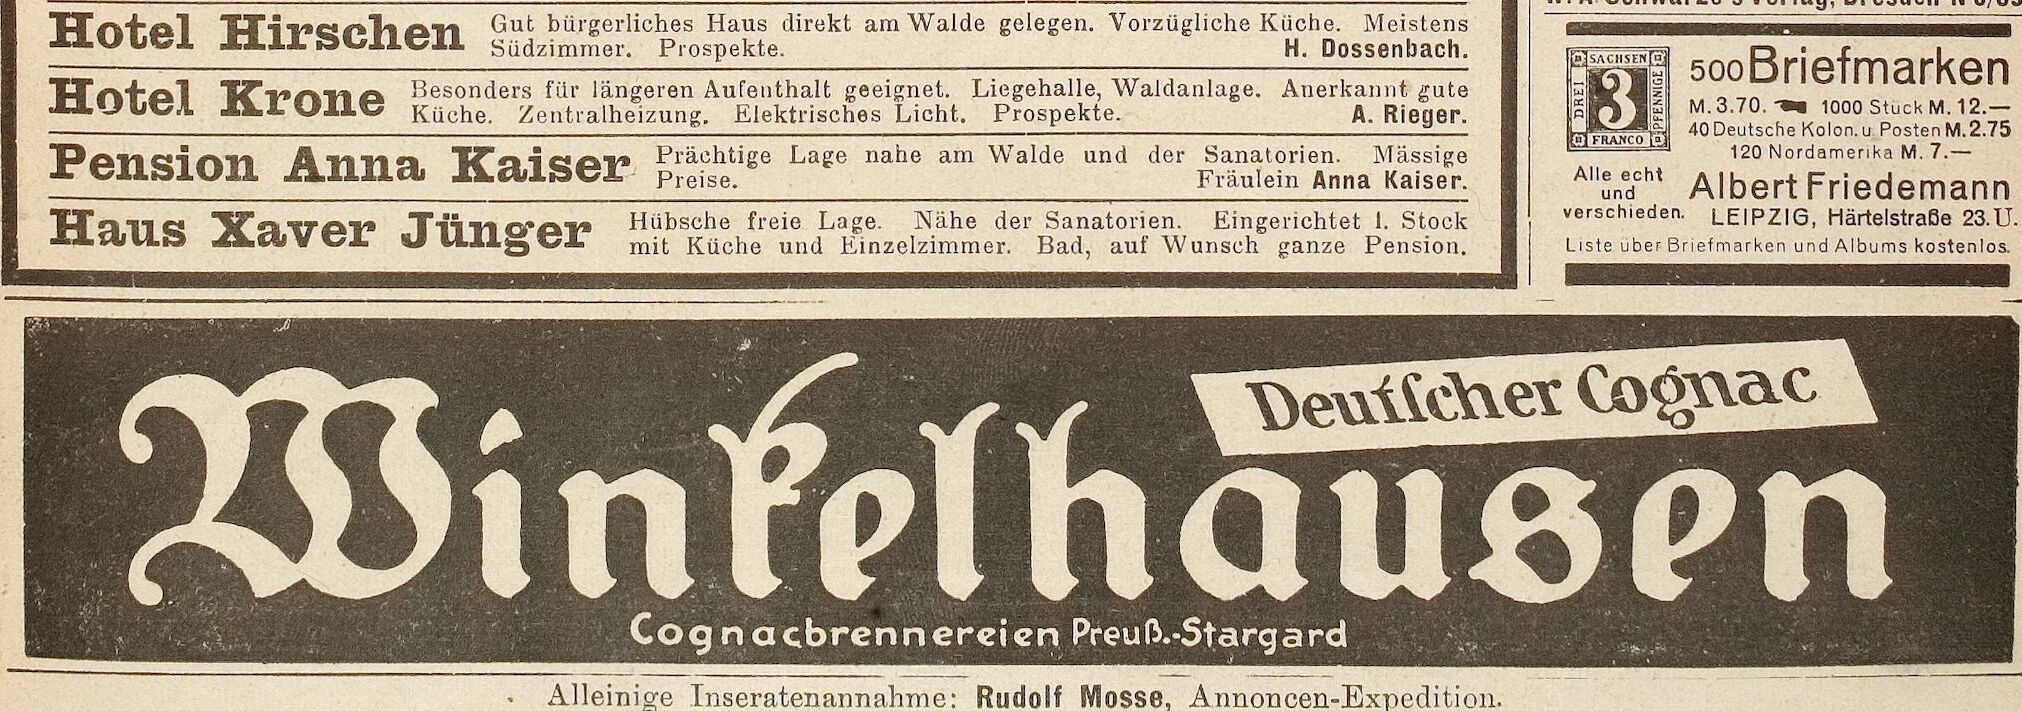 Hotel Hirschen Gut bürgerliches Haus direkt am Walde gelegen. Vorzügliche Küche. Meistens
Südzimmer. Prospekte. H. Dossenbach.
Hotel Krone Besonders für längeren Aufenthalt geeignet. Liegehalle, Waldanlage. Anerkannt gute
Küche. Zentralheizung. Elektrisches Licht. Prospekte. A. Rieger.
Pension Anna Kaiser Prächtige Lage nahe am Walde und der Sanatorien. Mässige
Preise. Fräulein Anna Kaiser.
Haus Xaver Jünger Hübsche freie Lage. Nähe der Sanatorien. Eingerichtet 1. Stock
mit Küche und Einzelzimmer. Bad, auf Wunsch ganze Pension.
Verlag, Dresden
SACHSEN
DREI 3 PFENNIGE
FRANCO
500 Briefmarken
M. 3.70. 1000 Stück M. 12.—
40 Deutsche Kolon. u. Posten M. 2.75
120 Nordamerika M. 7.—
Alle echt
und
verschieden.
Albert Friedemann
LEIPZIG, Härtelstraße 23. U.
Liste über Briefmarken und Albums kostenlos.
Deutſcher Cognac
Winkelhausen
Cognacbrennereien Preuß.-Stargard
Alleinige Inseratenannahme: Rudolf Mosse, Annoncen-Expedition.